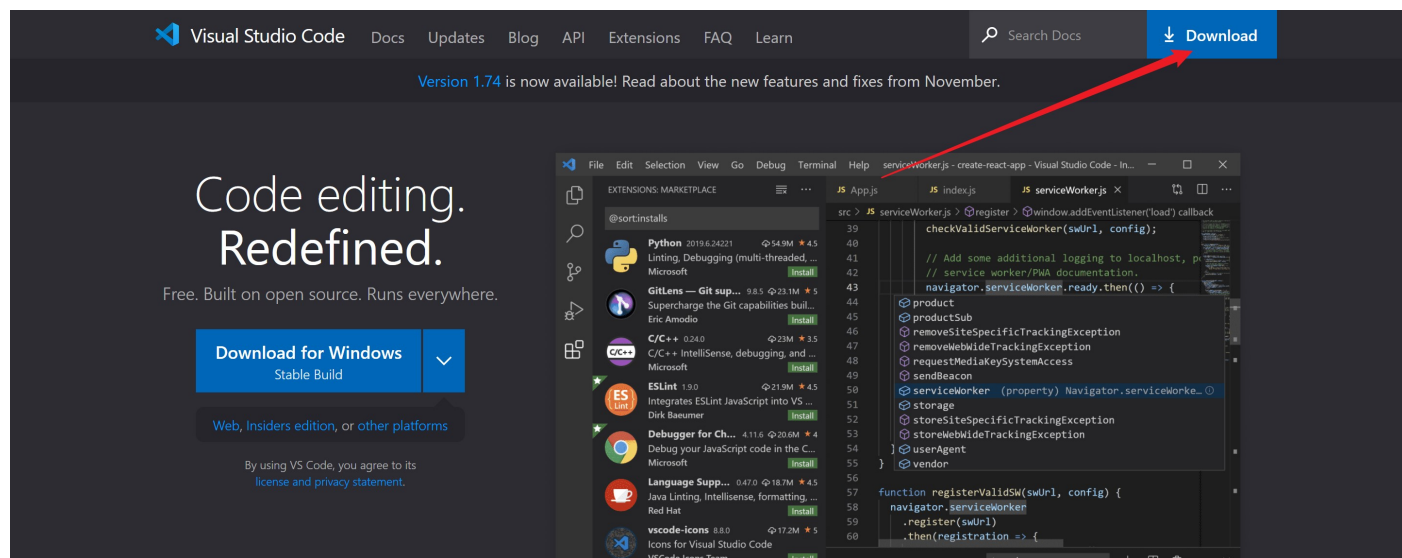 Visual Studio Code Docs Updates Blog API Extensions FAQ Learn Search Docs Download
Version 1.74 is now available! Read about the new features and fixes from November.
Code editing.
Redefined.
Free. Built on open source. Runs everywhere.
Download for Windows
Stable Build
Web, Insiders edition, or other platforms
By using VS Code, you agree to its
license and privacy statement.
File Edit Selection View Go Debug Terminal Help serviceWorker.js - create-react-app - Visual Studio Code - In...
EXTENSIONS: MARKETPLACE
@sort:installs
Python 2019.6.24221 54.9M ★ 4.5
Linting, Debugging (multi-threaded, ...
Microsoft Install
GitLens — Git sup... 9.8.5 23.1M ★ 5
Supercharge the Git capabilities buil...
Eric Amodio Install
C/C++ 0.24.0 23M ★ 3.5
C/C++
C/C++ IntelliSense, debugging, and ...
Microsoft Install
ESLint 1.9.0 21.9M ★ 4.5
ES
Lint
Integrates ESLint JavaScript into VS ...
Dirk Baeumer Install
Debugger for Ch... 4.11.6 20.6M ★ 4
Debug your JavaScript code in the C...
Microsoft Install
Language Supp... 0.47.0 18.7M ★ 4.5
Java Linting, Intellisense, formatting, ...
Red Hat Install
vscode-icons 8.8.0 17.2M ★ 5
Icons for Visual Studio Code
VSCode Icons Team Install
JS App.js JS index.js JS serviceWorker.js
src > JS serviceWorker.js > register > window.addEventListener('load') callback
39 checkValidServiceWorker(swUrl, config);
40
41 // Add some additional logging to localhost, po
42 // service worker/PWA documentation.
43 navigator.serviceWorker.ready.then(() => {
44 product
45 productSub
46 removeSiteSpecificTrackingException
47 removeWebWideTrackingException
48 requestMediaKeySystemAccess
49 sendBeacon
50 serviceWorker (property) Navigator.serviceWorke...
51 storage
52 storeSiteSpecificTrackingException
53 storeWebWideTrackingException
54 } userAgent
55 } vendor
56
57 function registerValidSW(swUrl, config) {
58 navigator.serviceWorker
59 .register(swUrl)
60 .then(registration => {